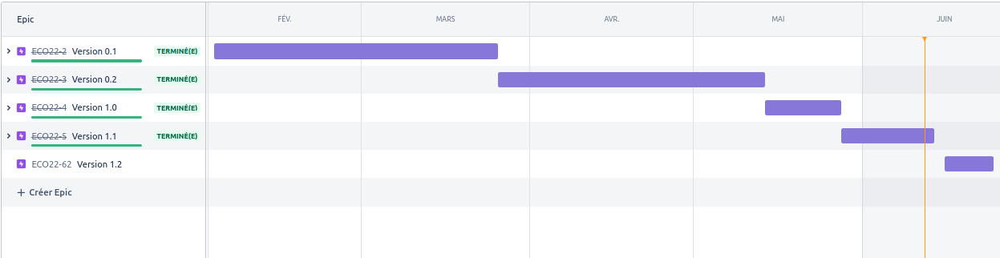 Epic FÉV. MARS AVR. MAI JUIN
ECO22-2 Version 0.1 TERMINÉ(E)
ECO22-3 Version 0.2 TERMINÉ(E)
ECO22-4 Version 1.0 TERMINÉ(E)
ECO22-5 Version 1.1 TERMINÉ(E)
ECO22-62 Version 1.2
+ Créer Epic